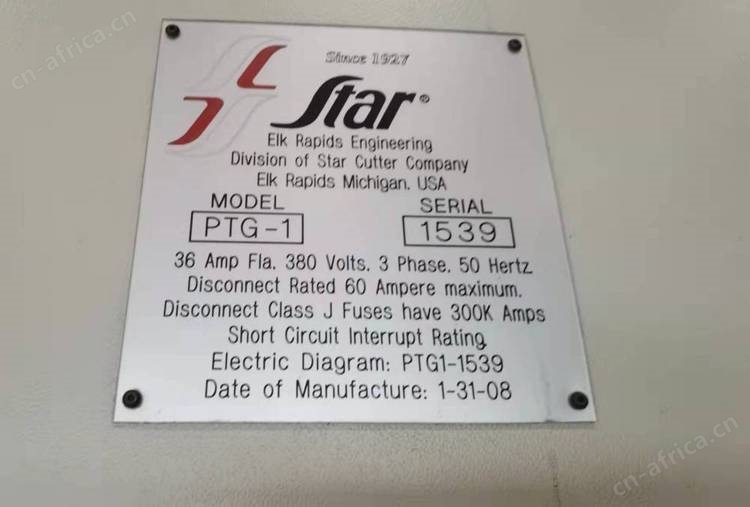 cn-africa.cn
Since 1927
Star®
Elk Rapids Engineering
Division of Star Cutter Company
Elk Rapids Michigan, USA
MODEL SERIAL
PTG-1 1539
36 Amp Fla. 380 Volts. 3 Phase. 50 Hertz.
Disconnect Rated 60 Ampere maximum.
Disconnect Class J Fuses have 300K Amps
Short Circuit Interrupt Rating.
Electric Diagram: PTG1-1539
Date of Manufacture: 1-31-08
cn-africa.cn